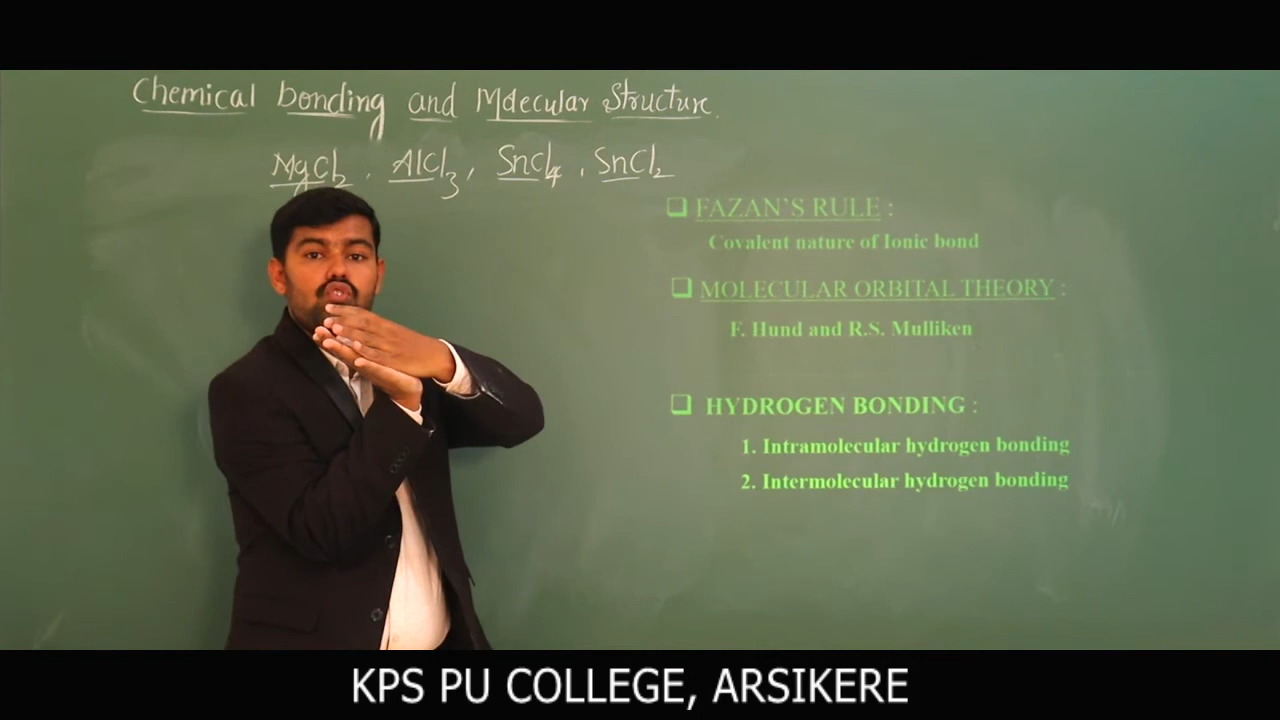 Chemical bonding and Molecular Structure.
MgCl₂, AlCl₃, SnCl₄, SnCl₂
❑ FAZAN'S RULE :
Covalent nature of Ionic bond
❑ MOLECULAR ORBITAL THEORY :
F. Hund and R.S. Mulliken
❑ HYDROGEN BONDING :
1. Intramolecular hydrogen bonding
2. Intermolecular hydrogen bonding
KPS PU COLLEGE, ARSIKERE